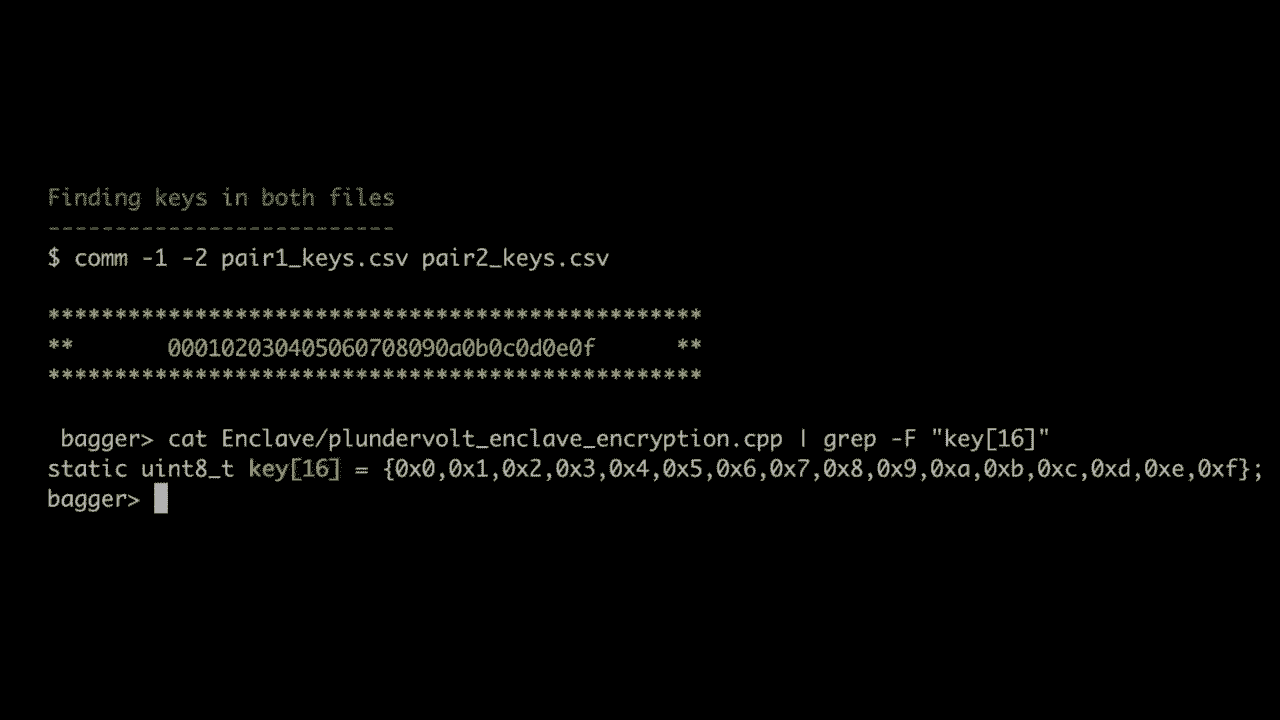 Finding keys in both files
--------------------------
$ comm -1 -2 pair1_keys.csv pair2_keys.csv
*************************************************
** 000102030405060708090a0b0c0d0e0f **
*************************************************
bagger> cat Enclave/plundervolt_enclave_encryption.cpp | grep -F "key[16]"
static uint8_t key[16] = {0x0,0x1,0x2,0x3,0x4,0x5,0x6,0x7,0x8,0x9,0xa,0xb,0xc,0xd,0xe,0xf};
bagger>